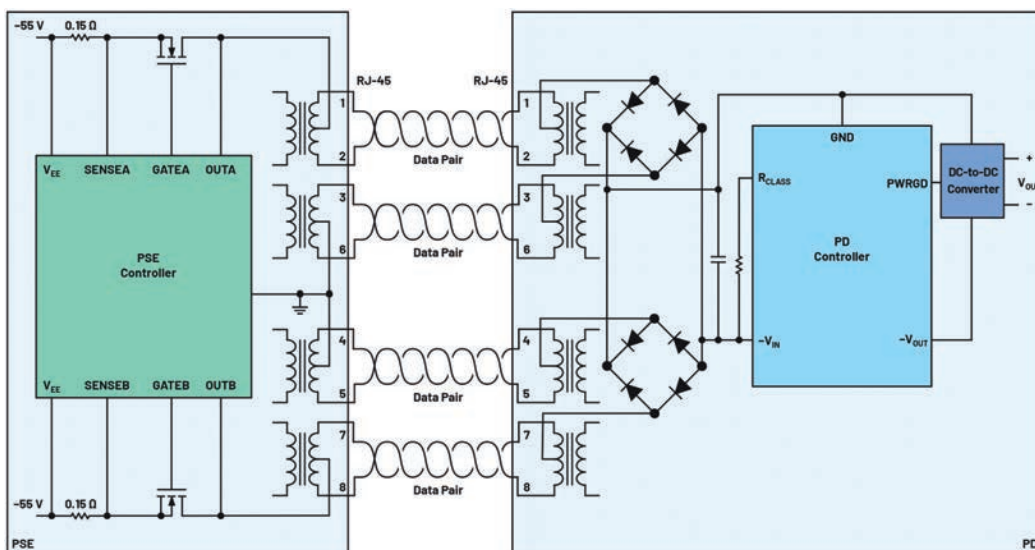 –55 V 0.15 Ω
RJ-45 RJ-45
1 1
2 2
Data Pair
V_EE SENSEA GATEA OUTA
3 3
6 6
Data Pair
PSE
Controller
4 4
5 5
Data Pair
V_EE SENSEB GATEB OUTB
7 7
8 8
Data Pair
–55 V 0.15 Ω
PSE
GND
R_CLASS
PWRGD
DC-to-DC
Converter
+
–
PD
Controller
–V_IN
–V_OUT